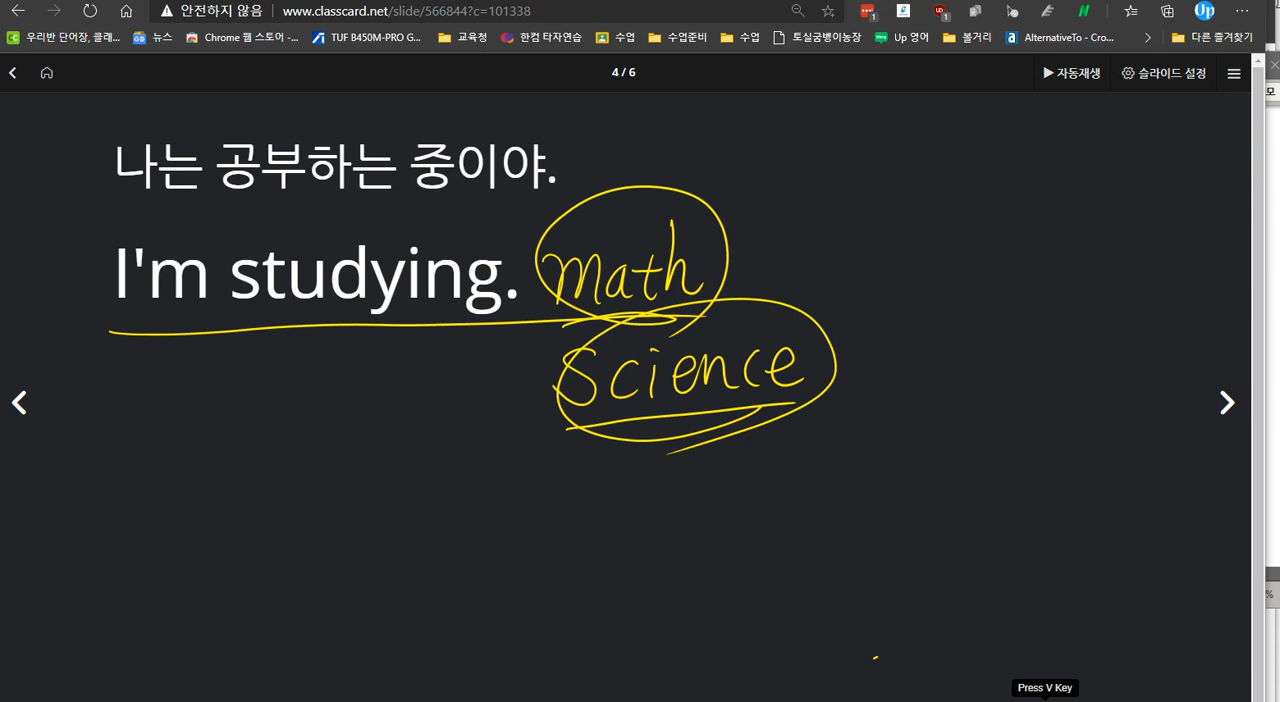 안전하지 않음 www.classcard.net/slide/566844?c=101338
우리반 단어장, 클래... 뉴스 Chrome 웹 스토어 -... TUF B450M-PRO G... 교육청 한컴 타자연습 수업 수업준비 수업 토실굼벵이농장 Up 영어 볼거리 AlternativeTo - Cro... 다른 즐겨찾기
4 / 6 자동재생 슬라이드 설정
나는 공부하는 중이야.
I'm studying. Math
Science
Press V Key